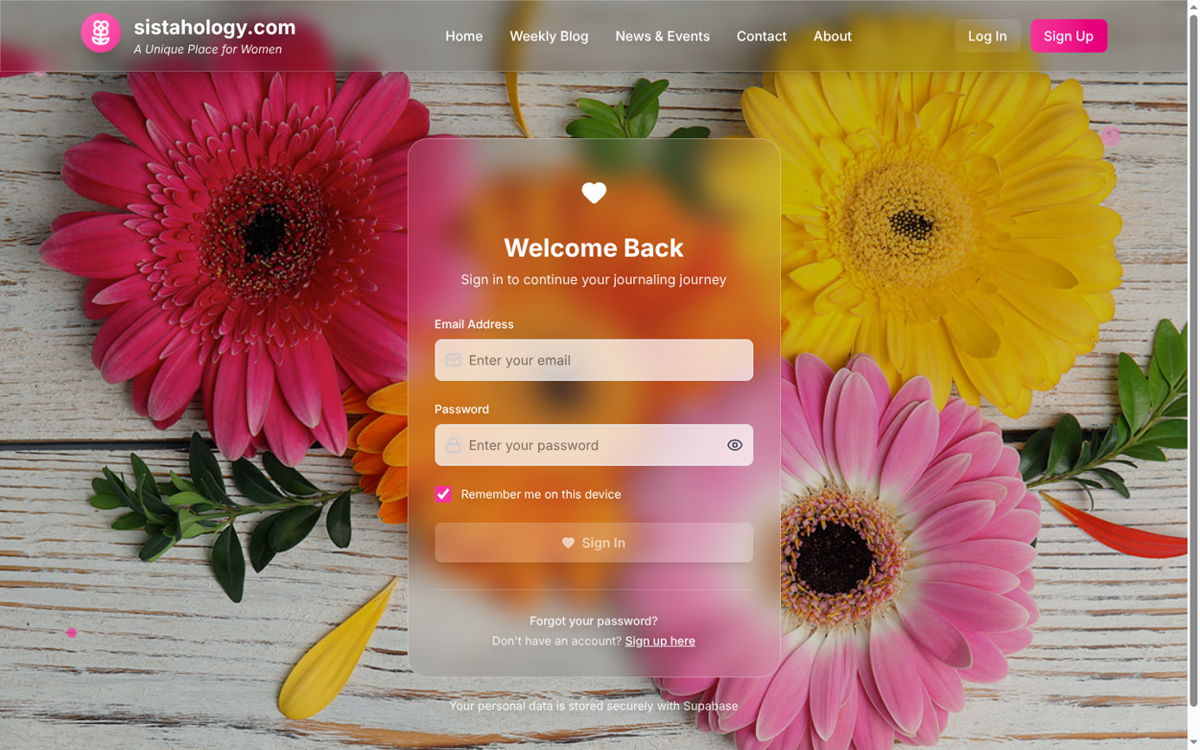 sistahology.com
A Unique Place for Women
Home
Weekly Blog
News & Events
Contact
About
Log In
Sign Up
Welcome Back
Sign in to continue your journaling journey
Email Address
Enter your email
Password
Enter your password
Remember me on this device
Sign In
Forgot your password?
Don't have an account? Sign up here
Your personal data is stored securely with Supabase